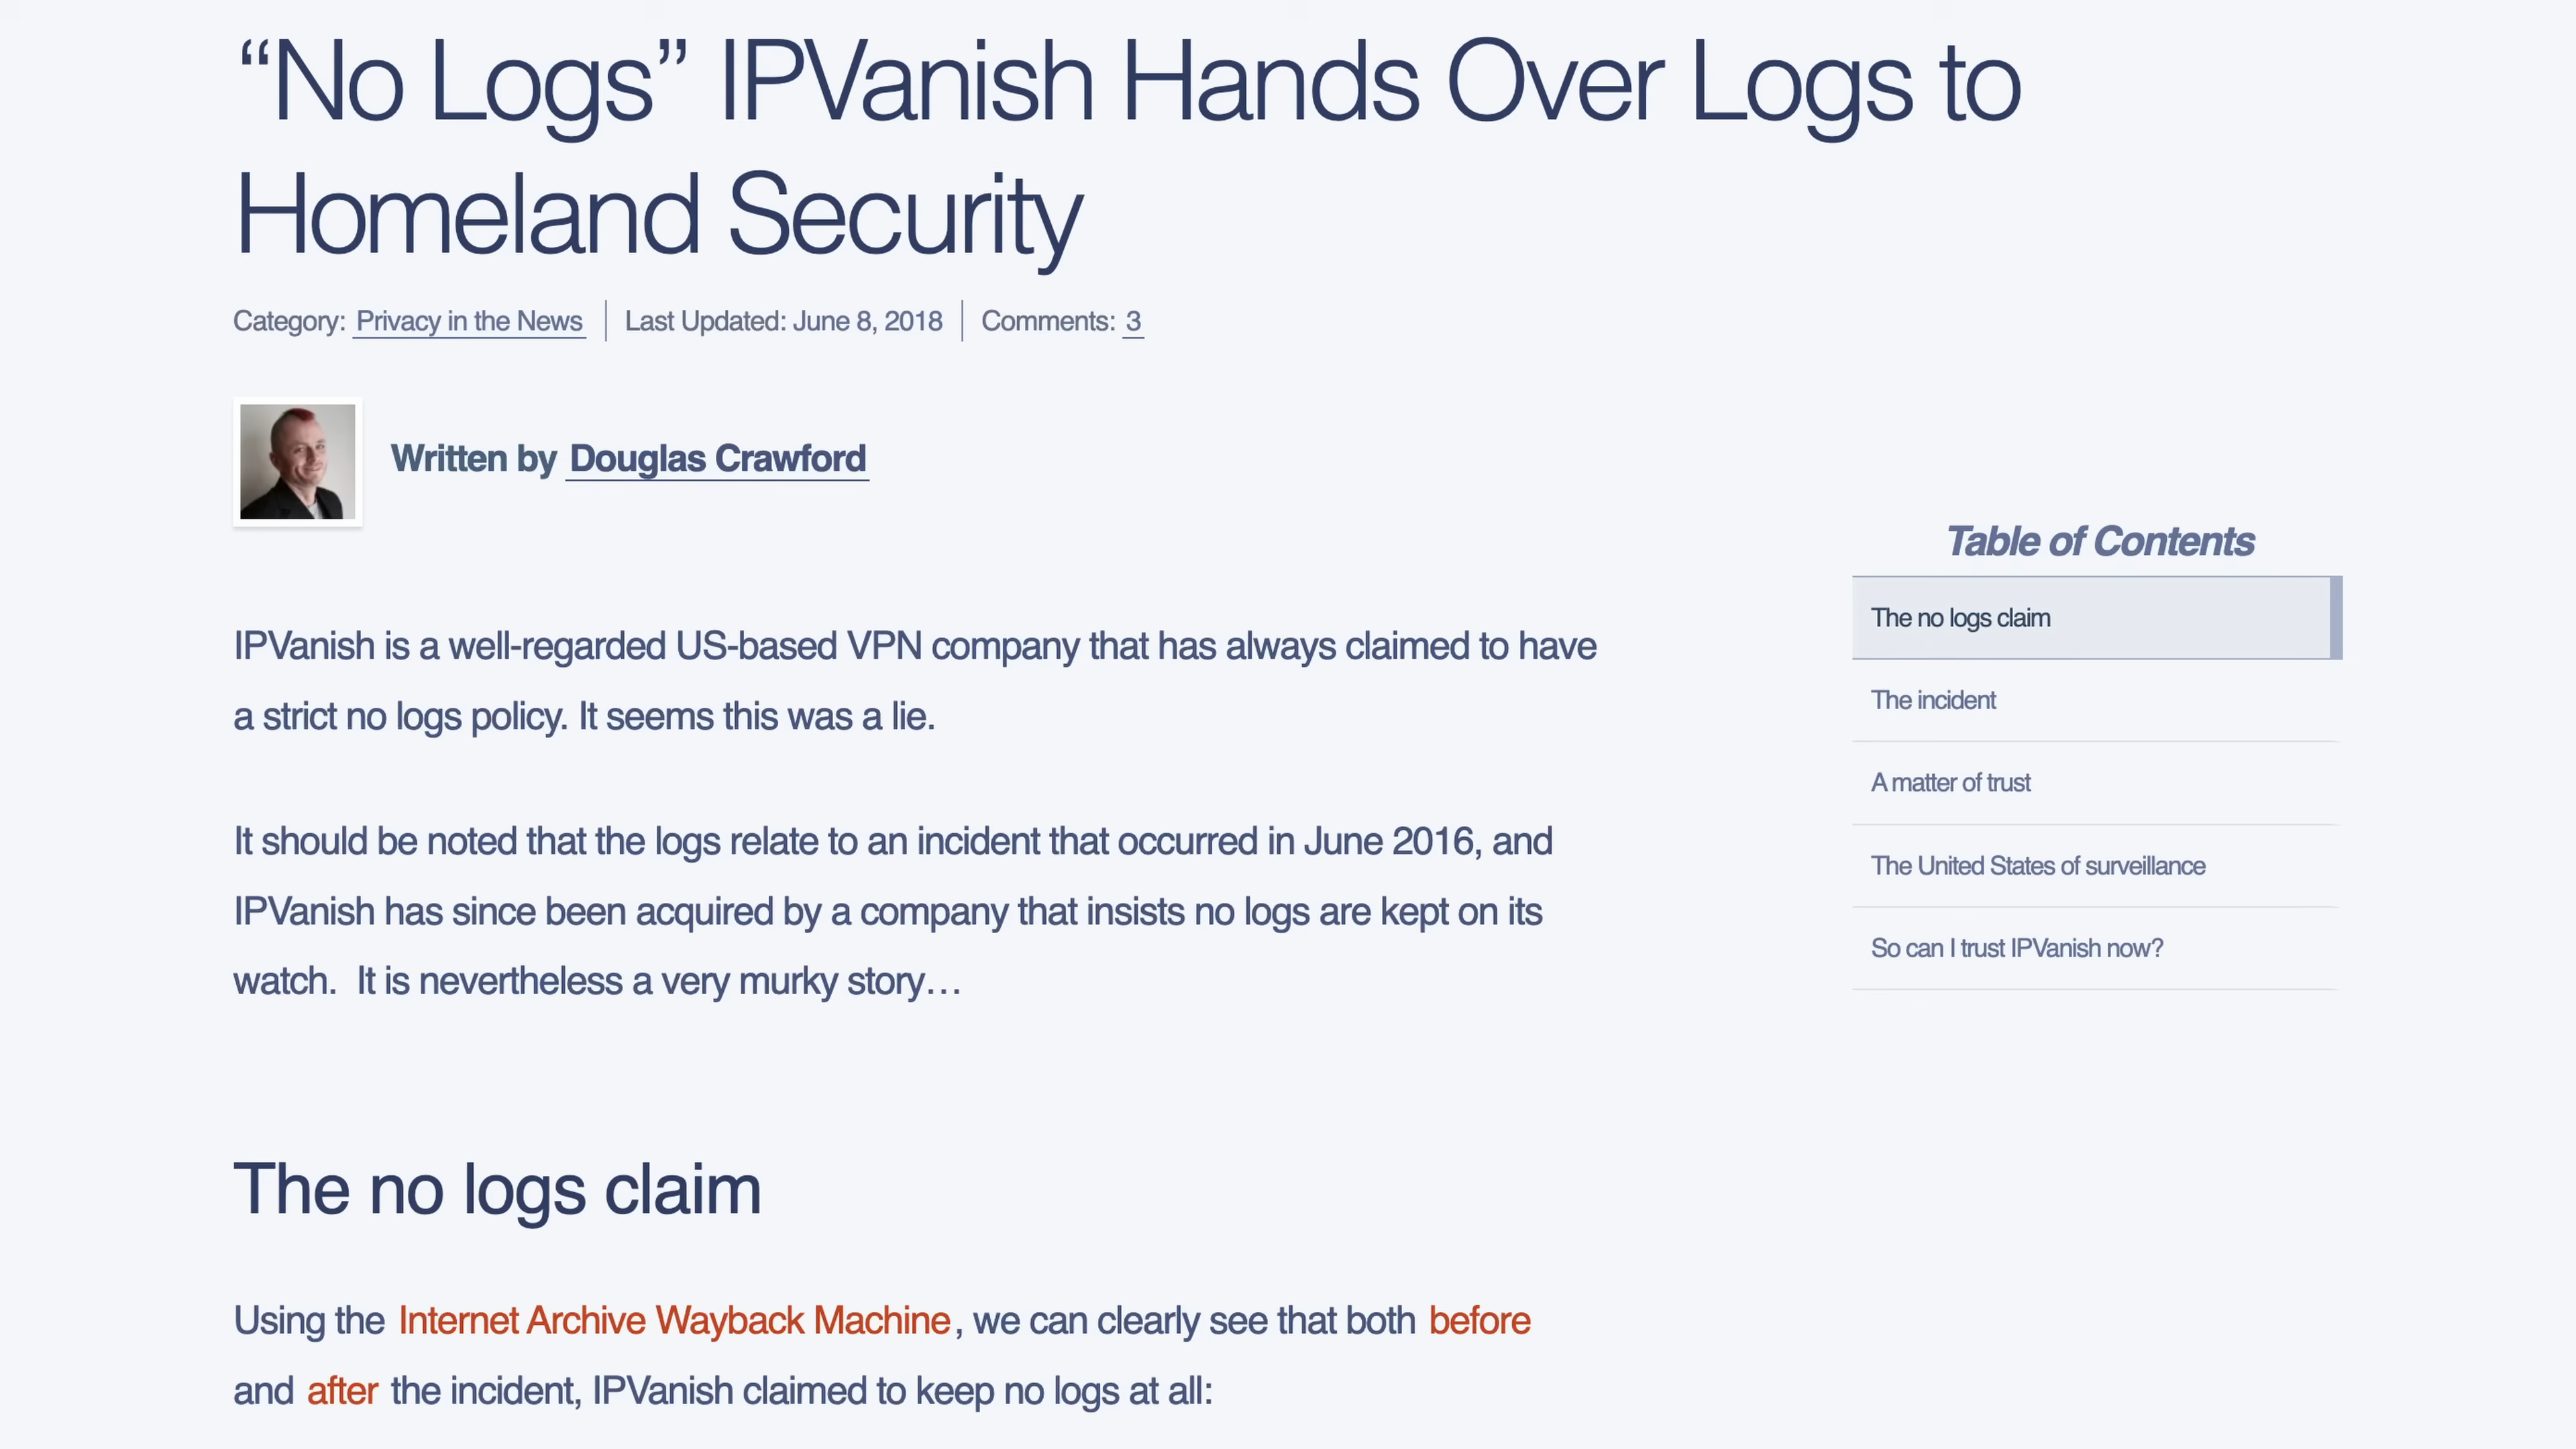 “No Logs” IPVanish Hands Over Logs to
Homeland Security
Category: Privacy in the News | Last Updated: June 8, 2018 | Comments: 3
Written by Douglas Crawford
IPVanish is a well-regarded US-based VPN company that has always claimed to have
a strict no logs policy. It seems this was a lie.
It should be noted that the logs relate to an incident that occurred in June 2016, and
IPVanish has since been acquired by a company that insists no logs are kept on its
watch.  It is nevertheless a very murky story…
Table of Contents
The no logs claim
The incident
A matter of trust
The United States of surveillance
So can I trust IPVanish now?
The no logs claim
Using the Internet Archive Wayback Machine, we can clearly see that both before
and after the incident, IPVanish claimed to keep no logs at all: